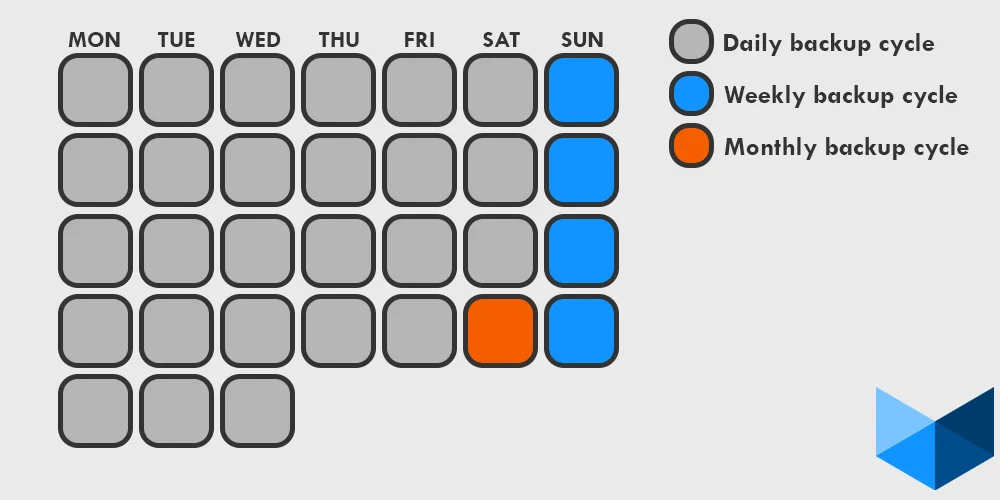 MON TUE WED THU FRI SAT SUN
Daily backup cycle
Weekly backup cycle
Monthly backup cycle